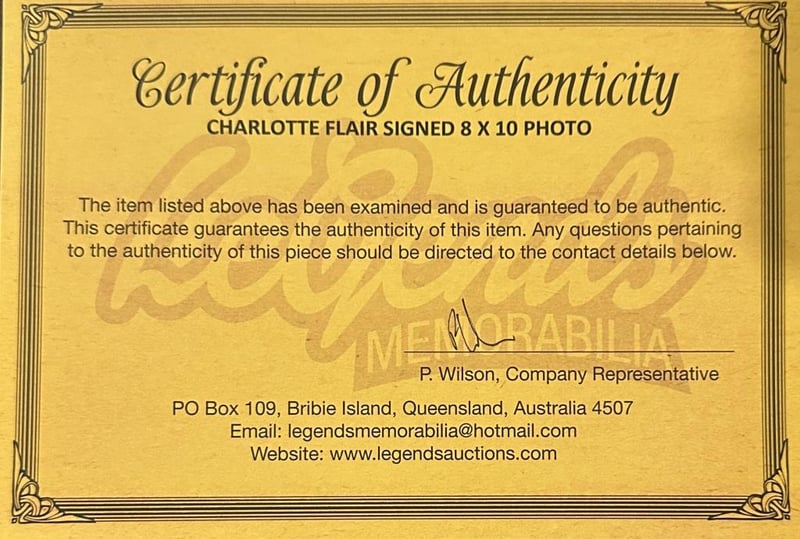 Certificate of Authenticity
CHARLOTTE FLAIR SIGNED 8 X 10 PHOTO
The item listed above has been examined and is guaranteed to be authentic.
This certificate guarantees the authenticity of this item. Any questions pertaining
to the authenticity of this piece should be directed to the contact details below.
Legends
MEMORABILIA
P. Wilson, Company Representative
PO Box 109, Bribie Island, Queensland, Australia 4507
Email: legendsmemorabilia@hotmail.com
Website: www.legendsauctions.com